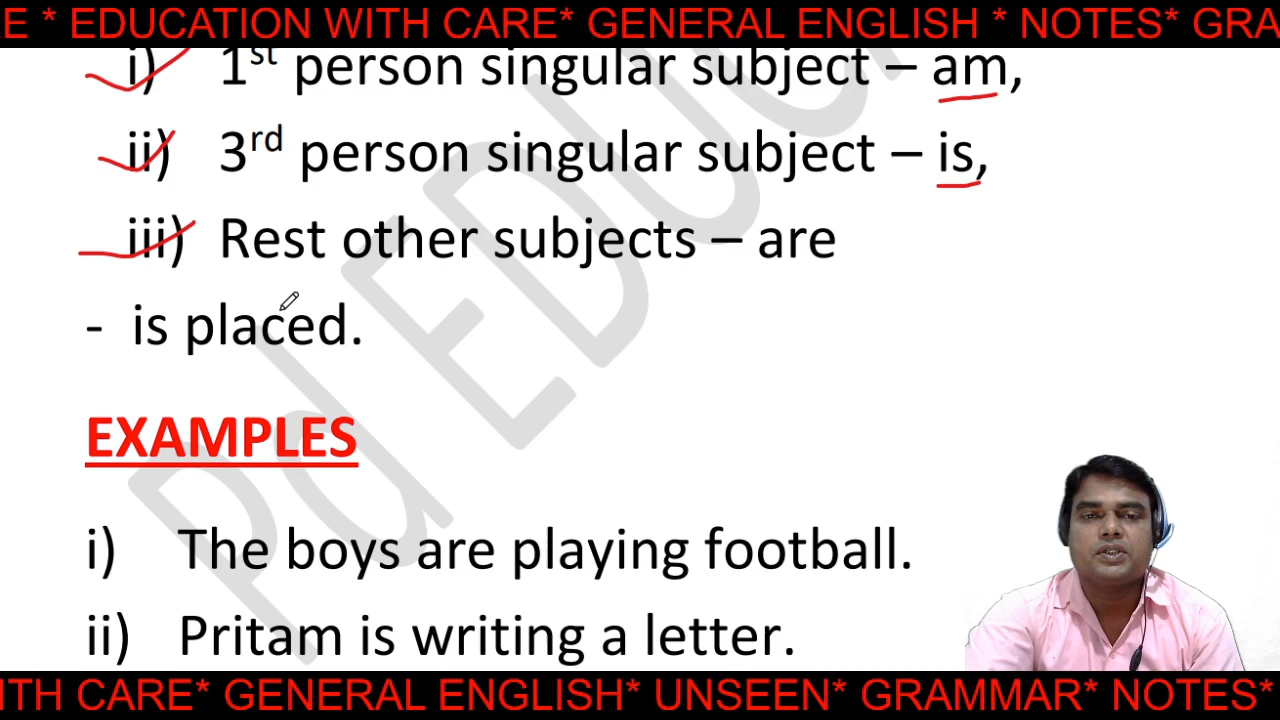 E * EDUCATION WITH CARE* GENERAL ENGLISH * NOTES* GRA
i) 1st person singular subject – am,
ii) 3rd person singular subject – is,
iii) Rest other subjects – are
- is placed.
EXAMPLES
i) The boys are playing football.
ii) Pritam is writing a letter.
ITH CARE* GENERAL ENGLISH* UNSEEN* GRAMMAR* NOTES*